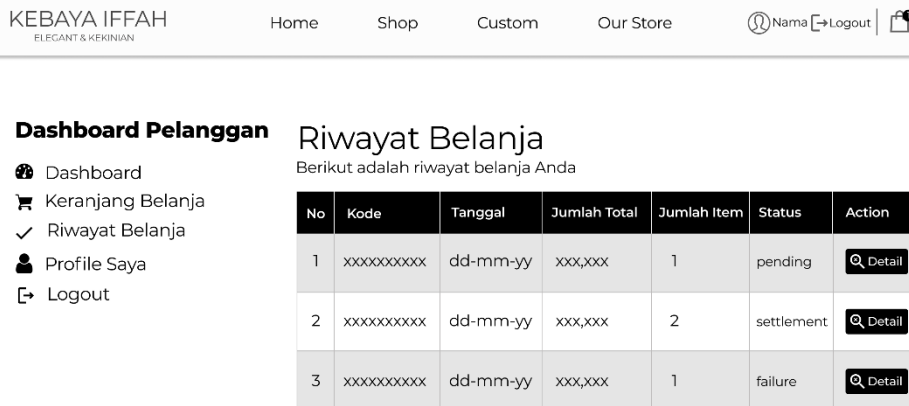 KEBAYA IFFAH
ELEGANT & KEKINIAN
Home Shop Custom Our Store
Nama Logout
Dashboard Pelanggan
Dashboard
Keranjang Belanja
Riwayat Belanja
Profile Saya
Logout
Riwayat Belanja
Berikut adalah riwayat belanja Anda
No Kode Tanggal Jumlah Total Jumlah Item Status Action
1 xxxxxxxxxx dd-mm-yy xxx,xxx 1 pending Detail
2 xxxxxxxxxx dd-mm-yy xxx,xxx 2 settlement Detail
3 xxxxxxxxxx dd-mm-yy xxx,xxx 1 failure Detail